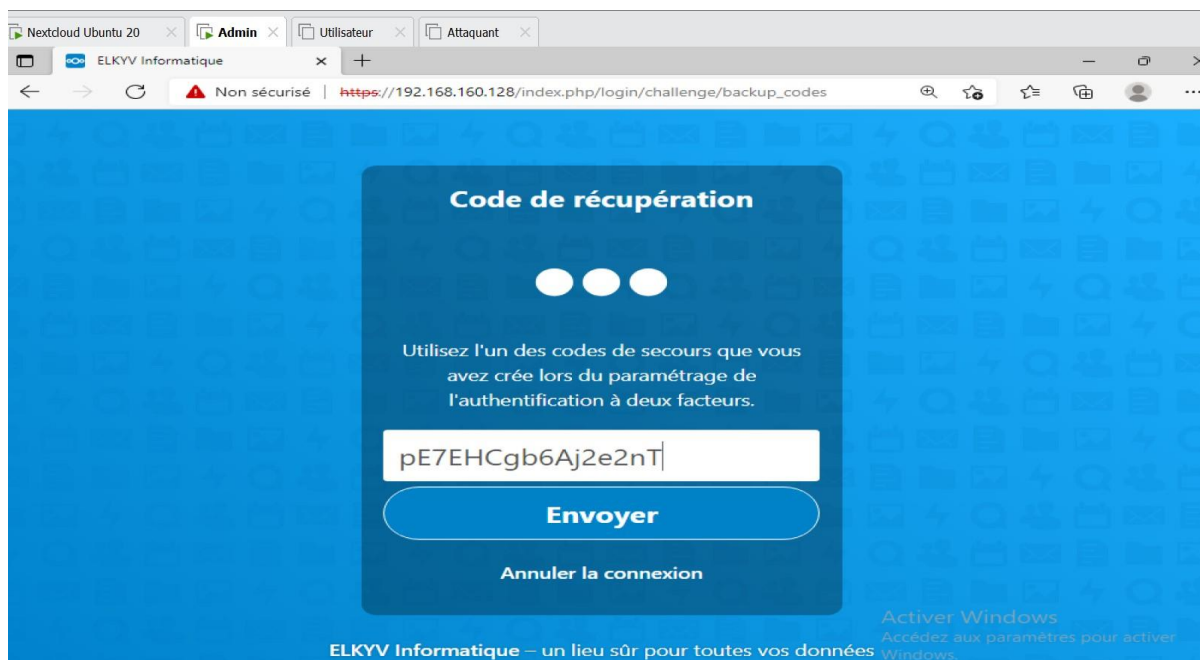 Nextcloud Ubuntu 20 Admin Utilisateur Attaquant
ELKYV Informatique
Non sécurisé | https://192.168.160.128/index.php/login/challenge/backup_codes
Code de récupération
Utilisez l'un des codes de secours que vous
avez crée lors du paramétrage de
l'authentification à deux facteurs.
pE7EHCgb6Aj2e2nT
Envoyer
Annuler la connexion
Activer Windows
Accédez aux paramètres pour activer
Windows.
ELKYV Informatique – un lieu sûr pour toutes vos données